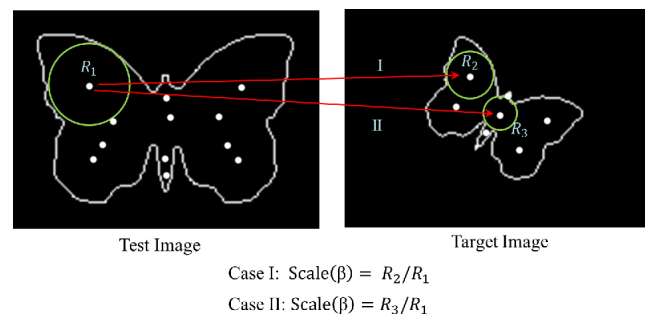 R₁
R₂
I
II
R₃
Test Image
Target Image
Case I: Scale(β) = R₂/R₁
Case II: Scale(β) = R₃/R₁